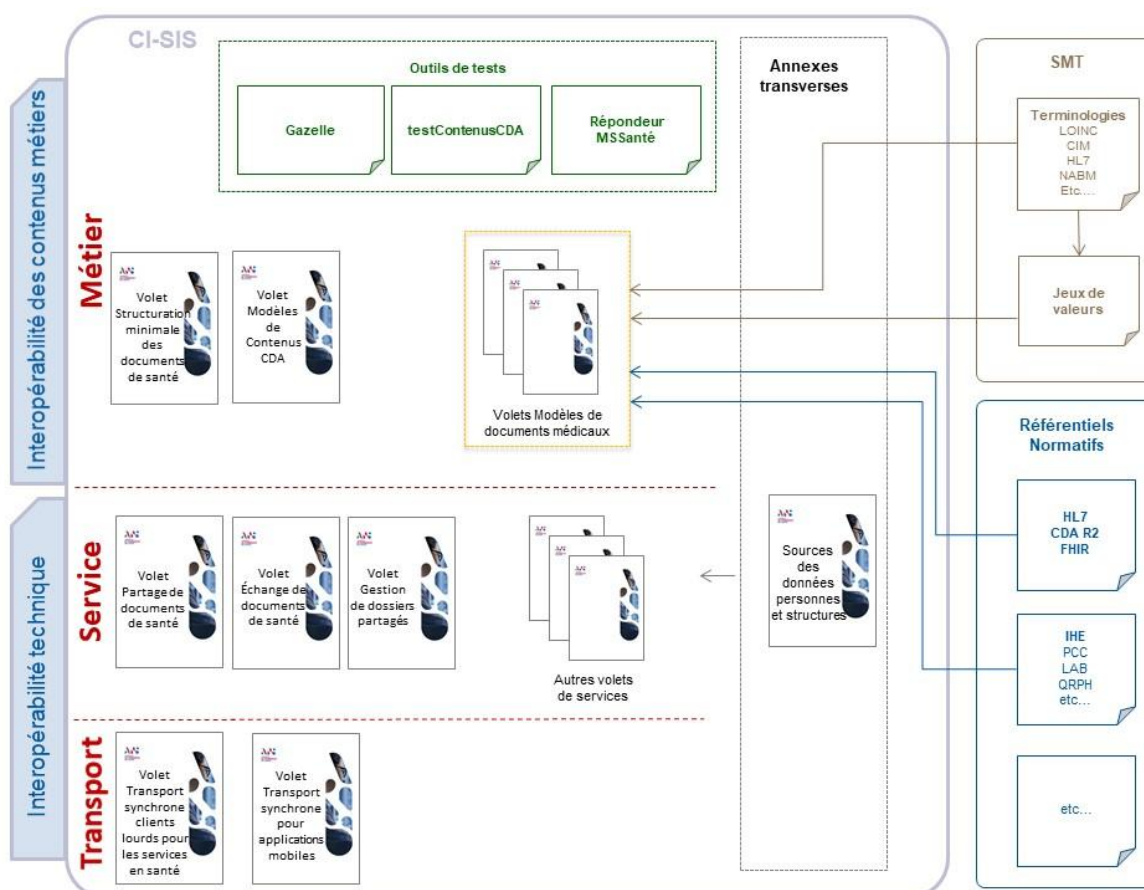 CI-SIS
Interopérabilité des contenus métiers
Interopérabilité technique
Métier
Outils de tests
Gazelle
testContenusCDA
Répondeur
MSSanté
Annexes
transverses
Volet
Structuration
minimale
des
documents
de santé
Volet
Modèles
de
Contenus
CDA
Volets Modèles de
documents médicaux
Service
Volet
Partage de
documents
de santé
Volet
Échange de
documents
de santé
Volet
Gestion
de dossiers
partagés
Autres volets
de services
Sources
des
données
personnes
et structures
Transport
Volet
Transport
synchrone
clients
lourds pour
les services
en santé
Volet
Transport
synchrone
pour
applications
mobiles
SMT
Terminologies
LOINC
CIM
HL7
NABM
Etc....
Jeux de
valeurs
Référentiels
Normatifs
HL7
CDA R2
FHIR
IHE
PCC
LAB
QRPH
etc...
etc...